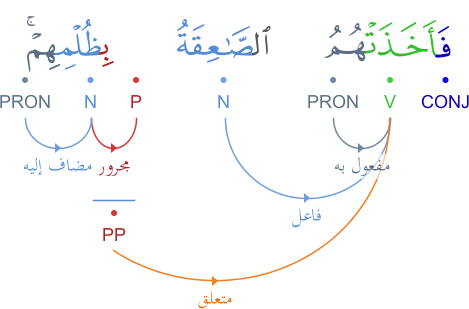 فَأَخَذَتْهُمُ ٱلصَّٰعِقَةُ بِظُلْمِهِمْ ۚ
CONJ V PRON N P N PRON
مفعول به مجرور مضاف إليه
فاعل
PP
متعلق